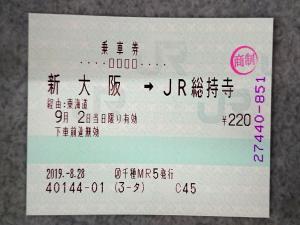 乗車券
商制
新大阪 → JR総持寺
経由:東海道
9月 2日当日限り有効 ¥220
下車前途無効
27440-851
2019.-8.28 千種MR5発行
40144-01 (3-タ) C45